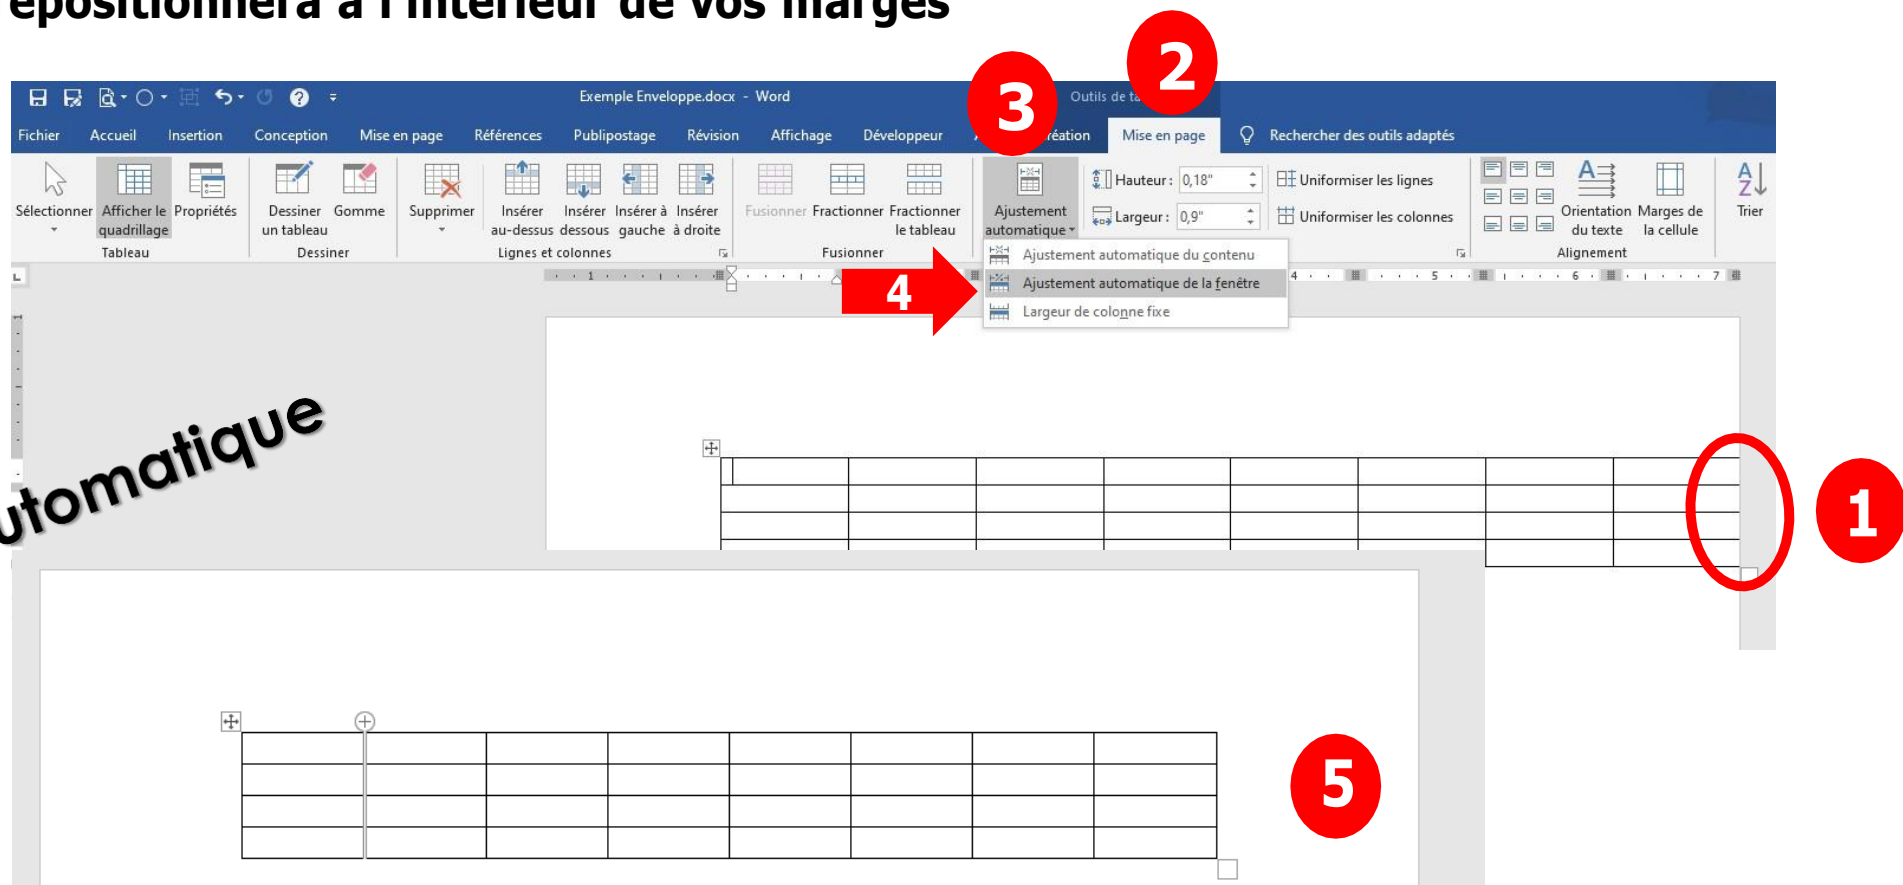 epositionnera à l'intérieur de vos marges
2
3
Exemple Enveloppe.docx - Word
Outils de ta
Fichier Accueil Insertion Conception Mise en page Références Publipostage Révision Affichage Développeur A réation Mise en page Rechercher des outils adaptés
Sélectionner Afficher le quadrillage Propriétés
Tableau
Dessiner un tableau Gomme
Dessiner
Supprimer Insérer au-dessus Insérer dessous Insérer à gauche Insérer à droite
Lignes et colonnes
Fusionner Fractionner Fractionner le tableau
Fusionner
Ajustement automatique
Hauteur : 0,18"
Largeur : 0,9"
Uniformiser les lignes
Uniformiser les colonnes
Orientation du texte Marges de la cellule
Alignement
A Z Trier
Ajustement automatique du contenu
Ajustement automatique de la fenêtre
Largeur de colonne fixe
4
1 4 5 6 7
utomatique
1
5